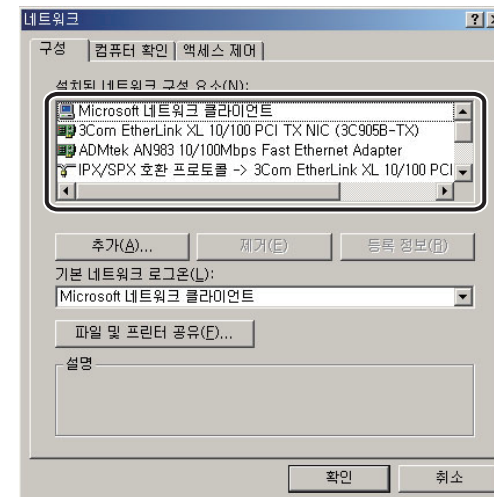 네트워크
구성 컴퓨터 확인 액세스 제어
설치된 네트워크 구성 요소(N):
Microsoft 네트워크 클라이언트
3Com EtherLink XL 10/100 PCI TX NIC (3C905B-TX)
ADMtek AN983 10/100Mbps Fast Ethernet Adapter
IPX/SPX 호환 프로토콜 -> 3Com EtherLink XL 10/100 PCI
추가(A)... 제거(E) 등록 정보(R)
기본 네트워크 로그온(L):
Microsoft 네트워크 클라이언트
파일 및 프린터 공유(F)...
설명
확인 취소